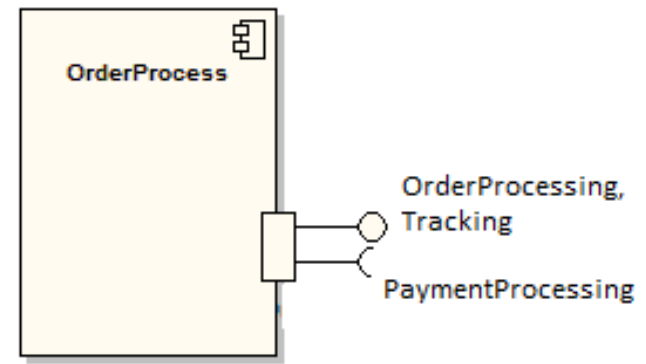 OrderProcess
OrderProcessing,
Tracking
PaymentProcessing